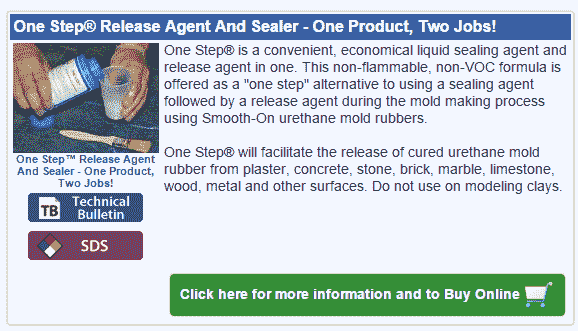 One Step® Release Agent And Sealer - One Product, Two Jobs!
One Step® is a convenient, economical liquid sealing agent and
release agent in one. This non-flammable, non-VOC formula is
offered as a "one step" alternative to using a sealing agent
followed by a release agent during the mold making process
using Smooth-On urethane mold rubbers.
One Step® will facilitate the release of cured urethane mold
rubber from plaster, concrete, stone, brick, marble, limestone,
wood, metal and other surfaces. Do not use on modeling clays.
One Step™ Release Agent
And Sealer - One Product,
Two Jobs!
TB
Technical
Bulletin
SDS
Click here for more information and to Buy Online